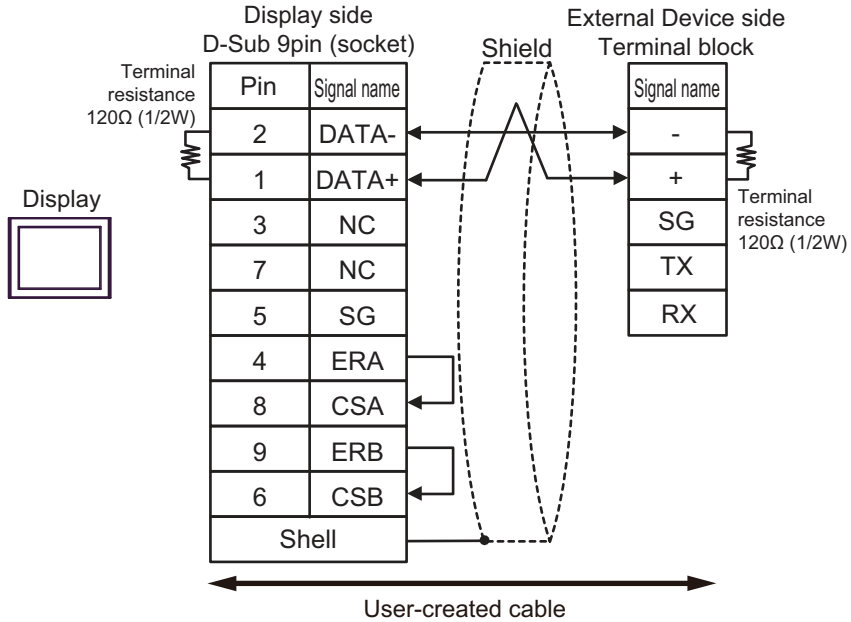 Display side
D-Sub 9pin (socket)
External Device side
Terminal block
Shield
Terminal
resistance
120Ω (1/2W)
Pin Signal name
2 DATA-
1 DATA+
3 NC
7 NC
5 SG
4 ERA
8 CSA
9 ERB
6 CSB
Shell
Display
Signal name
-
+
SG
TX
RX
Terminal
resistance
120Ω (1/2W)
User-created cable